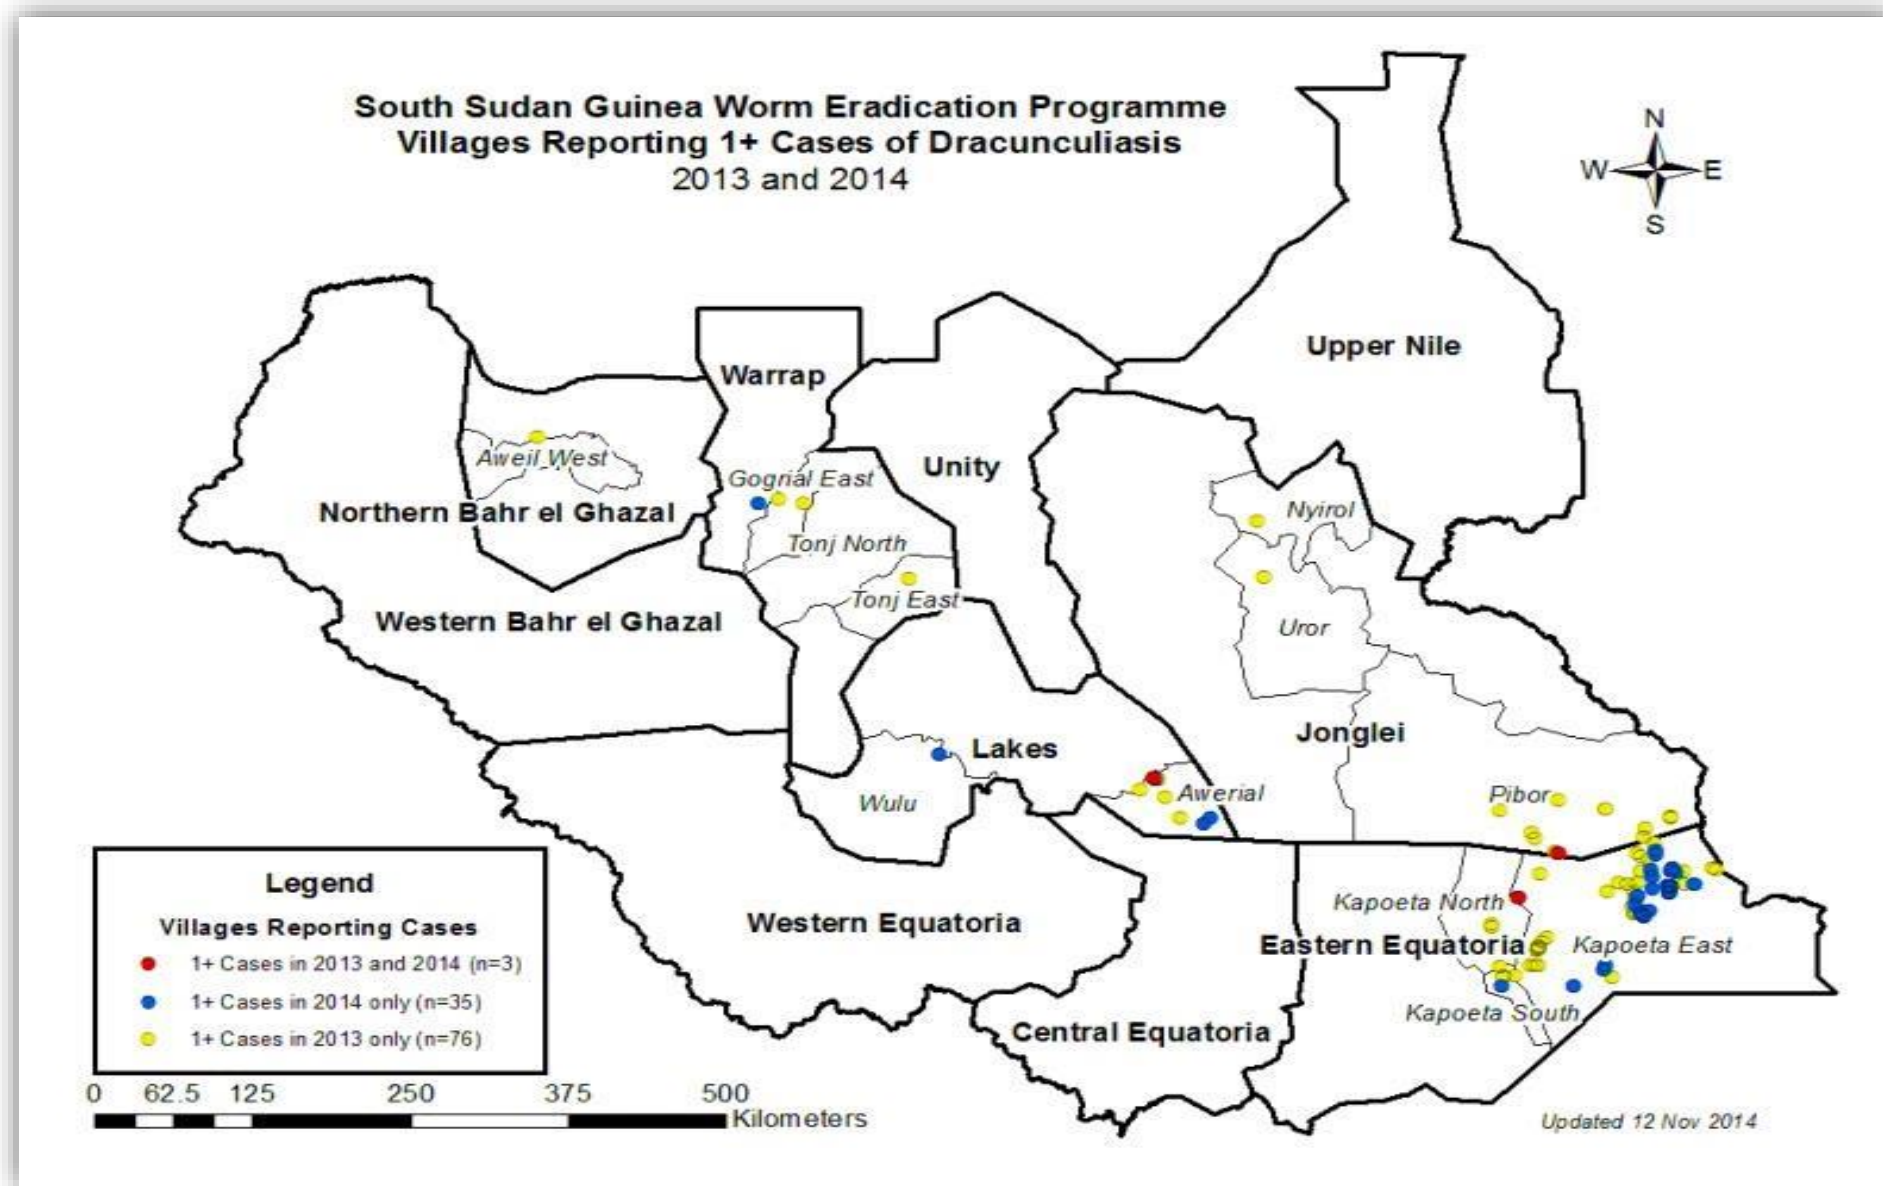 South Sudan Guinea Worm Eradication Programme
Villages Reporting 1+ Cases of Dracunculiasis
2013 and 2014
N
W
E
S
Upper Nile
Warrap
Unity
Aweil West
Gogrial East
Northern Bahr el Ghazal
Nyirol
Tonj North
Tonj East
Western Bahr el Ghazal
Uror
Jonglei
Lakes
Wulu
Awerial
Pibor
Legend
Villages Reporting Cases
1+ Cases in 2013 and 2014 (n=3)
1+ Cases in 2014 only (n=35)
1+ Cases in 2013 only (n=76)
Kapoeta North
Western Equatoria
Eastern Equatoria
Kapoeta East
Kapoeta South
Central Equatoria
0 62.5 125 250 375 500
Kilometers
Updated 12 Nov 2014